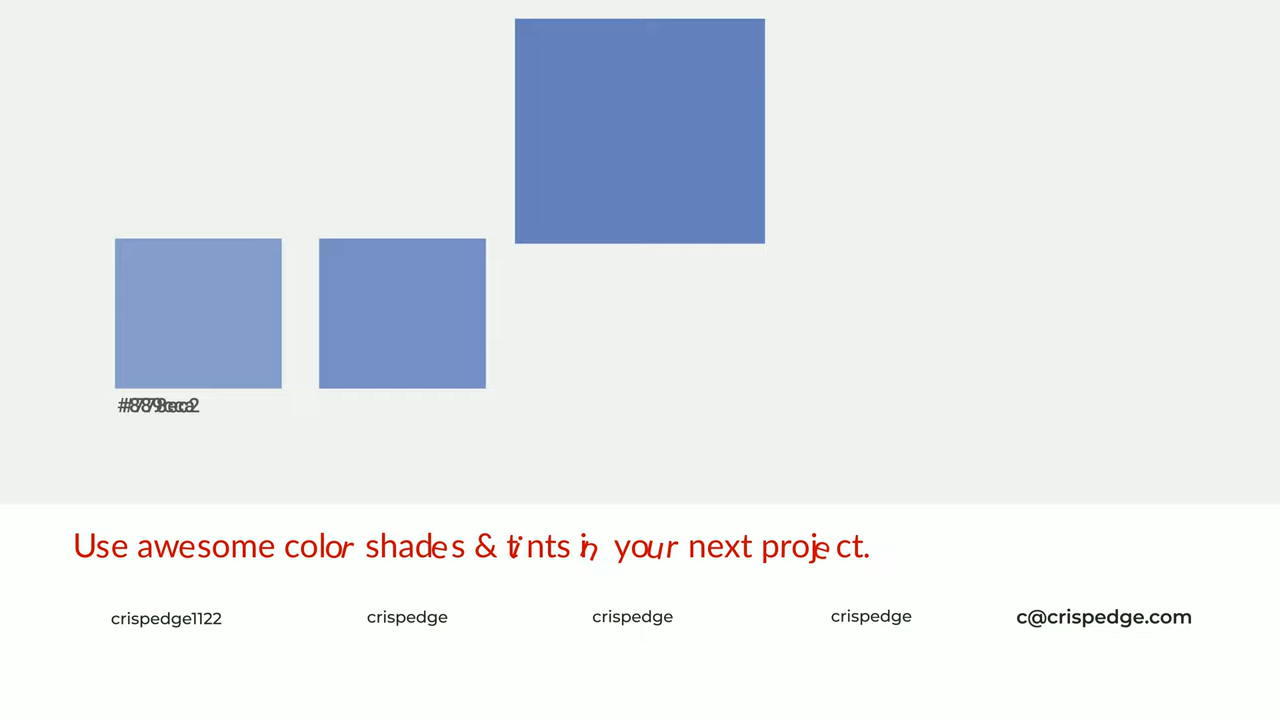 Use awesome color shades & tints in your next project.
crispedge1122 crispedge crispedge crispedge c@crispedge.com